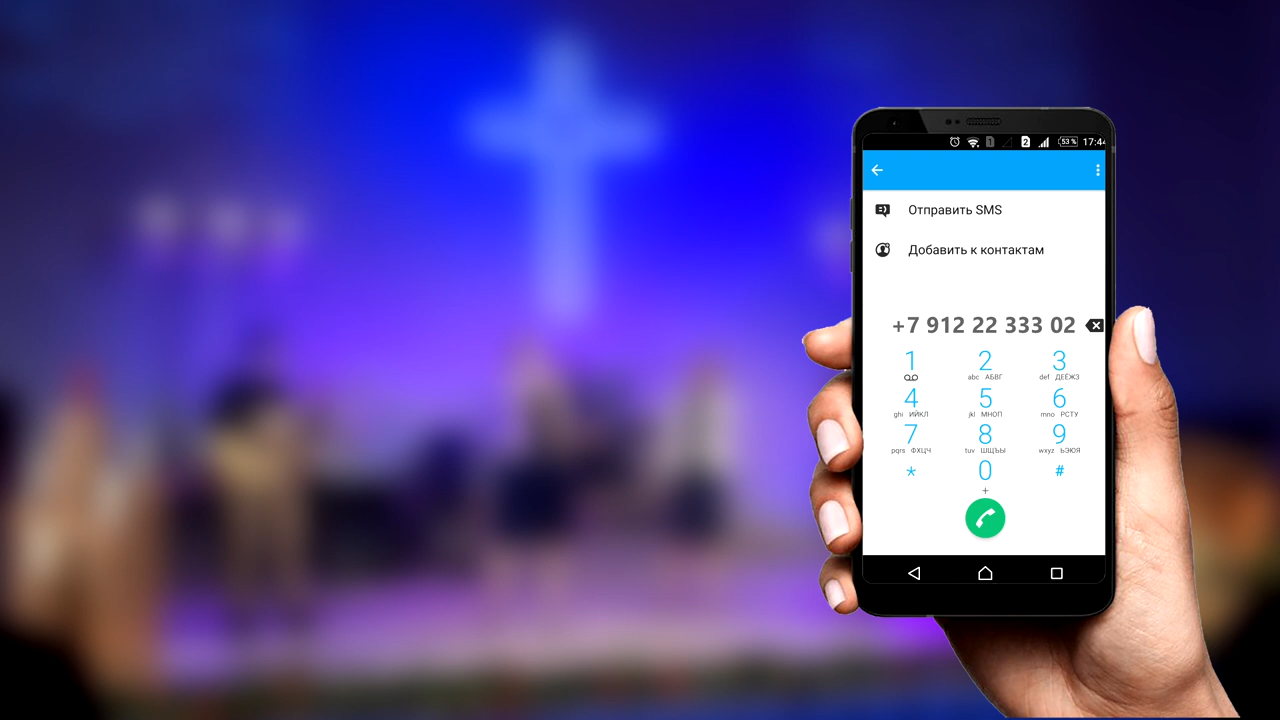 1 2 53 % 17:44
Отправить SMS
Добавить к контактам
+7 912 22 333 02
1 2 3
abc АБВГ def ДЕЁЖЗ
4 5 6
ghi ИЙКЛ jkl МНОП mno РСТУ
7 8 9
pqrs ФХЦЧ tuv ШЩЪЫ wxyz ЬЭЮЯ
* 0 #
+